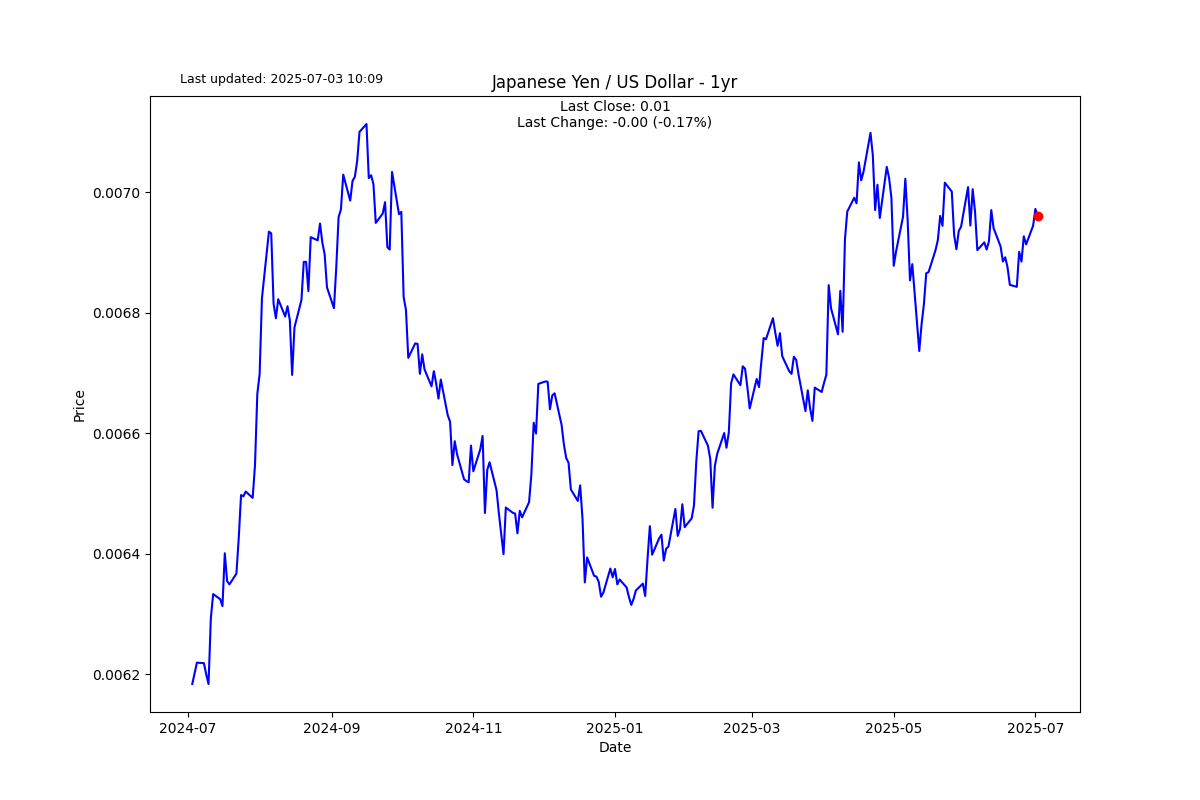 Last updated: 2025-07-03 10:09
Japanese Yen / US Dollar - 1yr
Last Close: 0.01
Last Change: -0.00 (-0.17%)
0.0070
0.0068
0.0066
0.0064
0.0062
Price
2024-07
2024-09
2024-11
2025-01
2025-03
2025-05
2025-07
Date